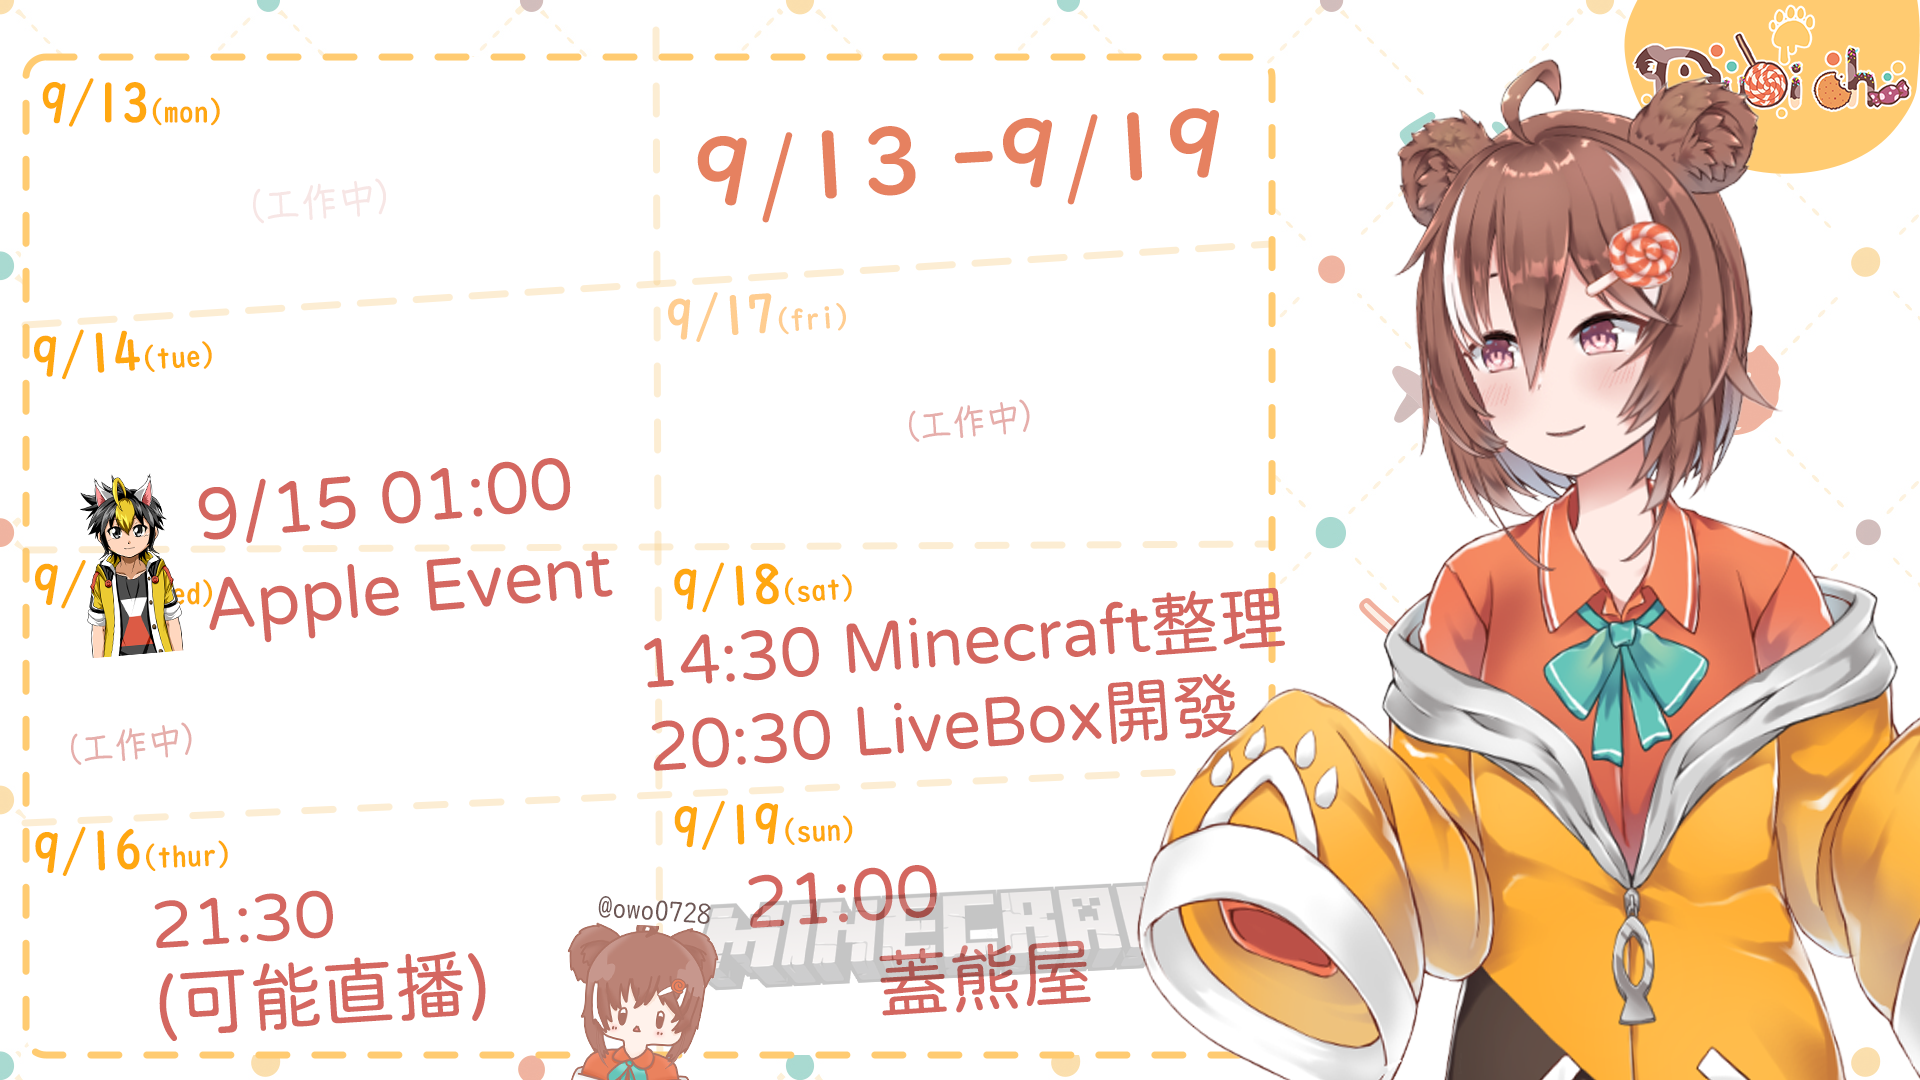 9/13(mon)
(工作中)
9/13-9/19
9/14(tue)
9/15 01:00
Apple Event
(工作中)
9/16(thur)
21:30
(可能直播)
9/17(fri)
(工作中)
9/18(sat)
14:30 Minecraft整理
20:30 LiveBox開發
9/19(sun)
21:00
蓋熊屋
@owo0728